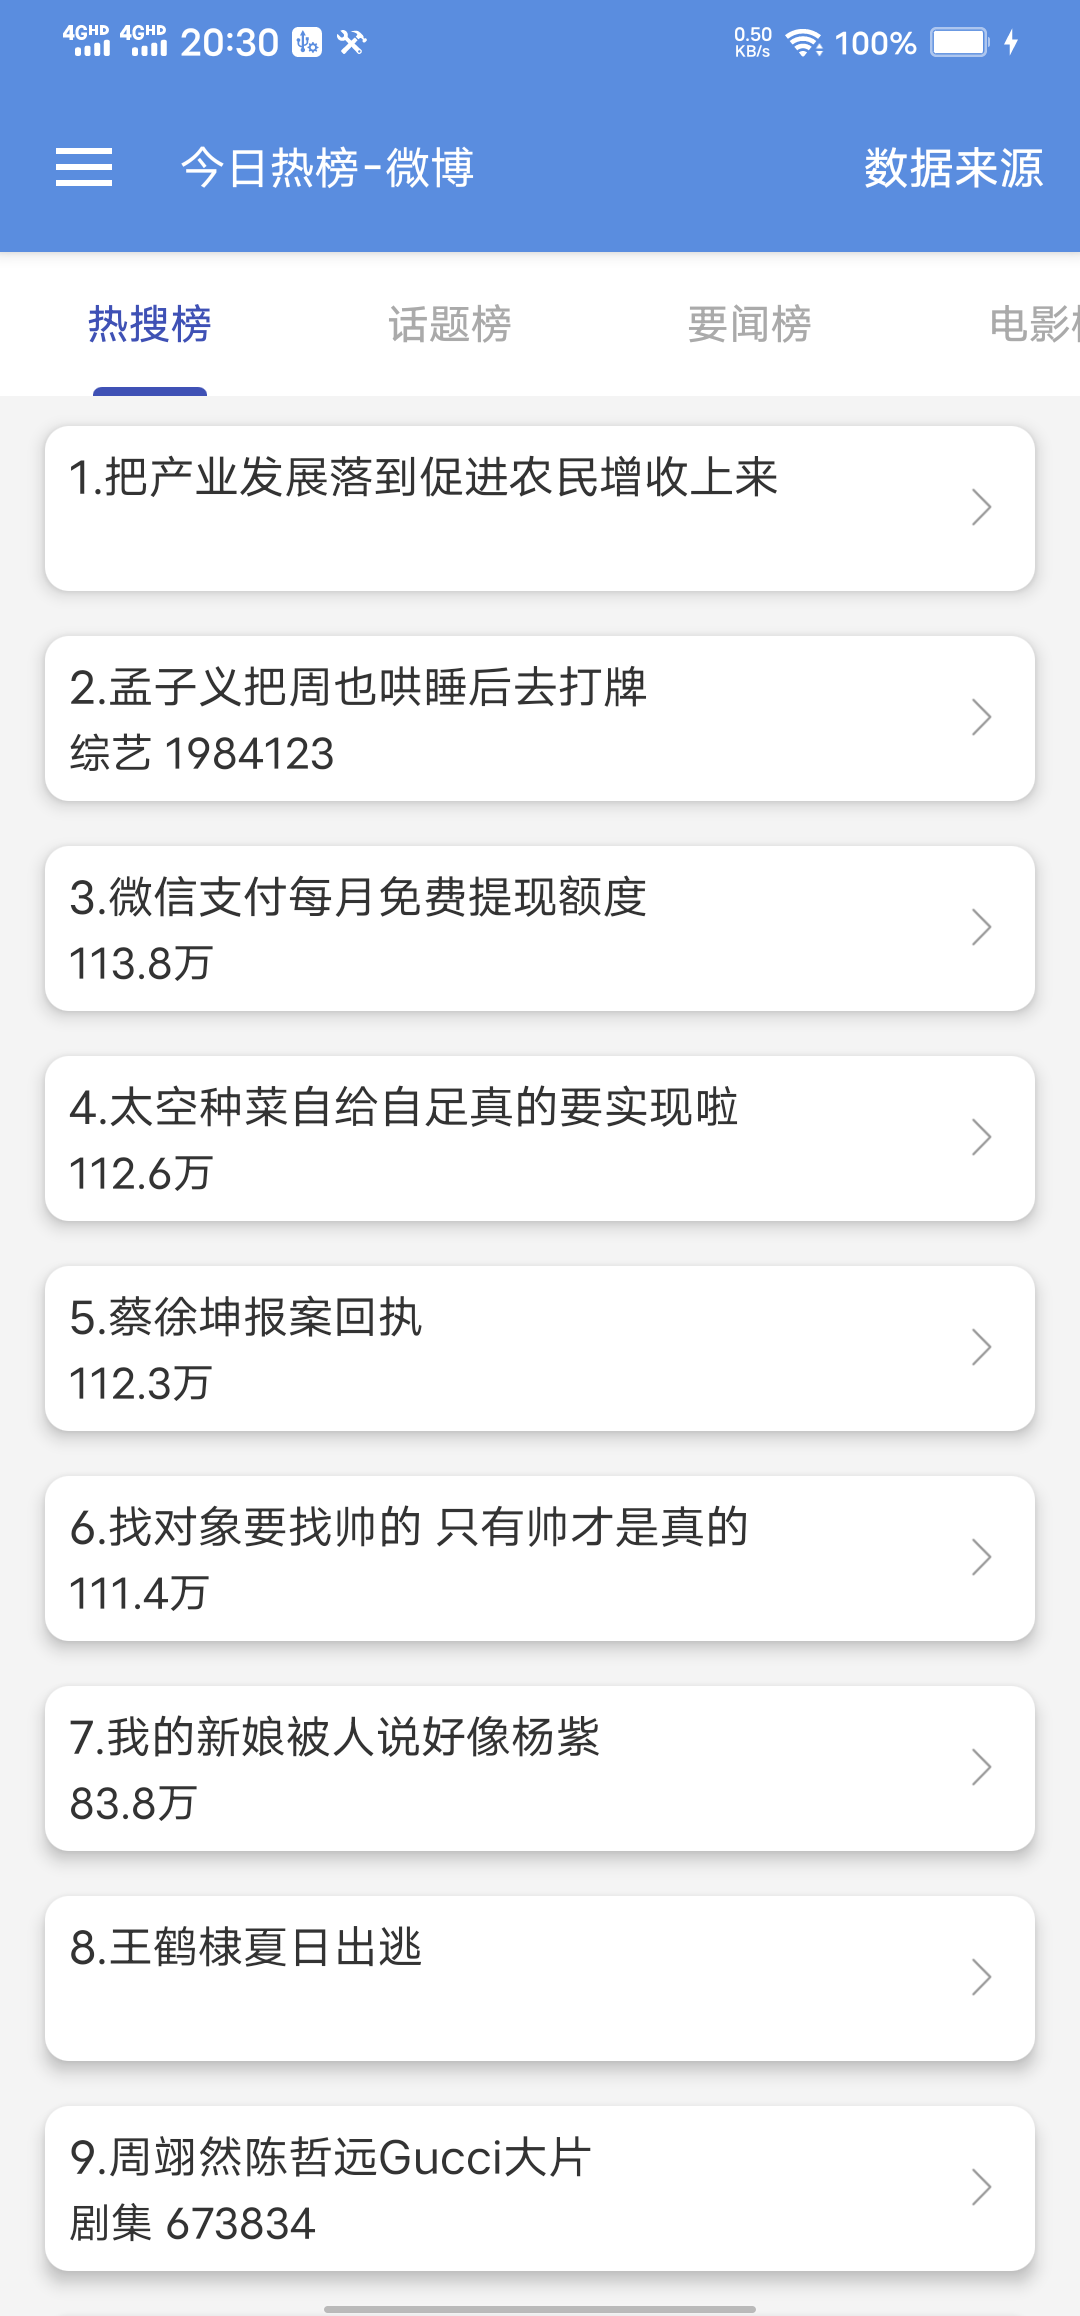 4GHD 4GHD 20:30 0.50 KB/s 100%
今日热榜-微博 数据来源
热搜榜 话题榜 要闻榜 电影
1.把产业发展落到促进农民增收上来
2.孟子义把周也哄睡后去打牌
综艺 1984123
3.微信支付每月免费提现额度
113.8万
4.太空种菜自给自足真的要实现啦
112.6万
5.蔡徐坤报案回执
112.3万
6.找对象要找帅的 只有帅才是真的
111.4万
7.我的新娘被人说好像杨紫
83.8万
8.王鹤棣夏日出逃
9.周翊然陈哲远Gucci大片
剧集 673834